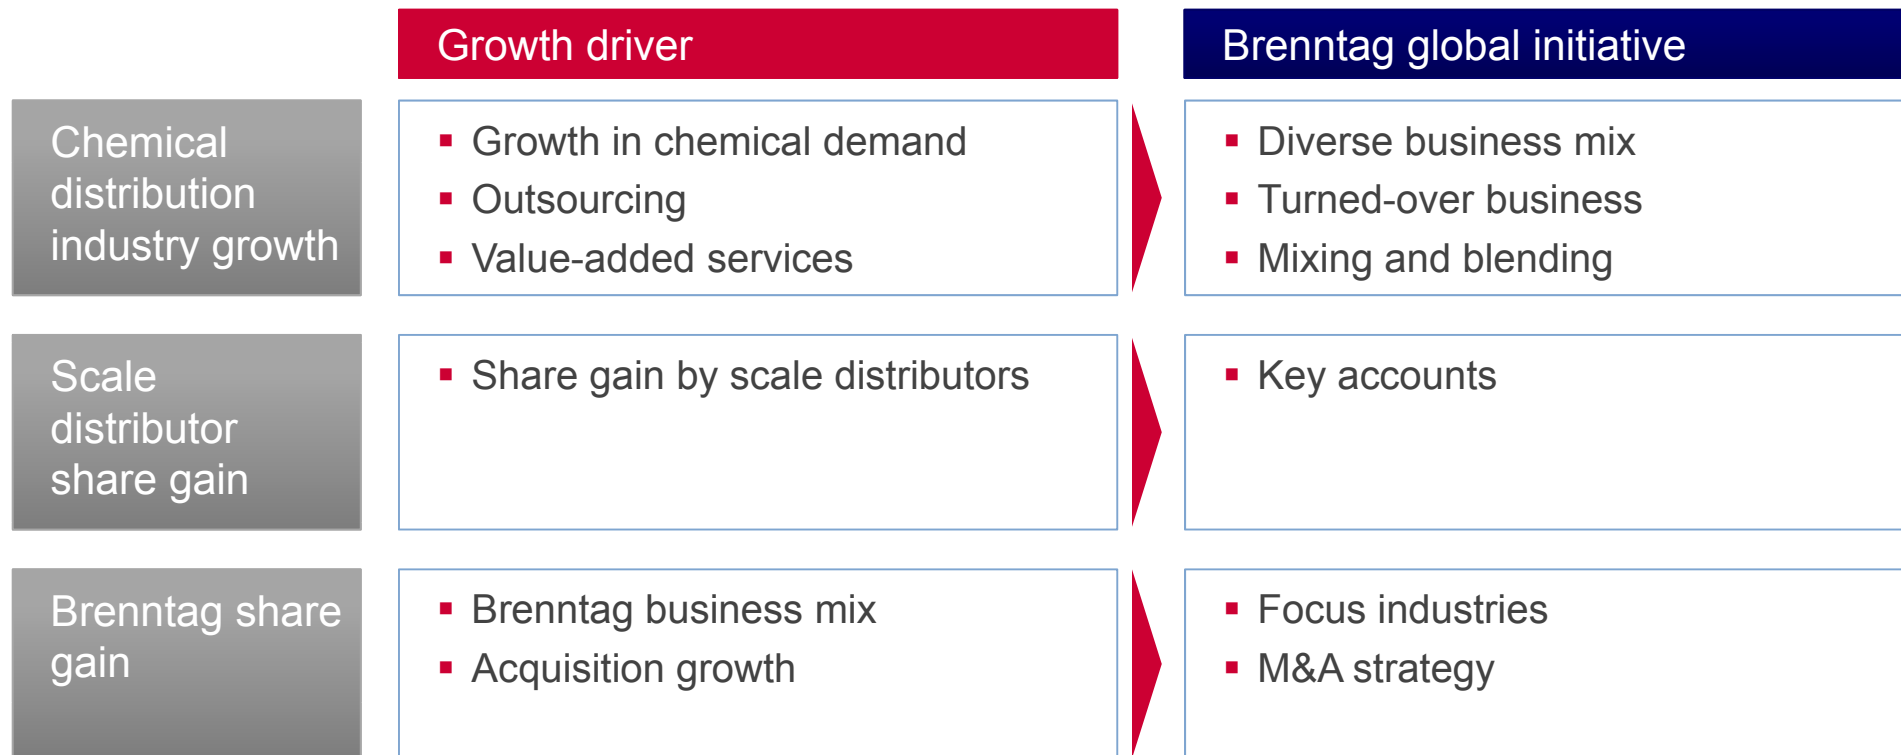 Growth driver
Brenntag global initiative
Chemical
distribution
industry growth
▪ Growth in chemical demand
▪ Outsourcing
▪ Value-added services
▪ Diverse business mix
▪ Turned-over business
▪ Mixing and blending
Scale
distributor
share gain
▪ Share gain by scale distributors
▪ Key accounts
Brenntag share
gain
▪ Brenntag business mix
▪ Acquisition growth
▪ Focus industries
▪ M&A strategy